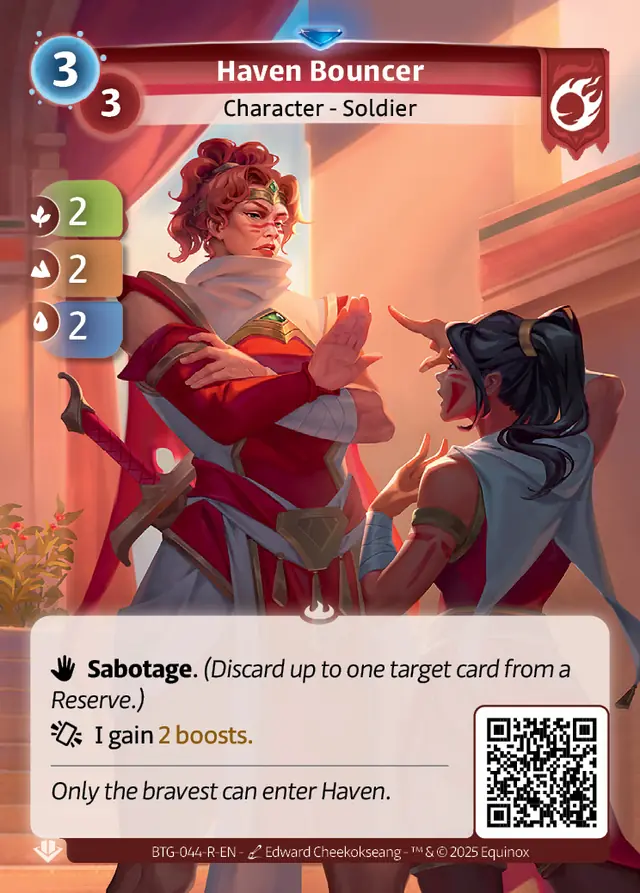 3
Haven Bouncer
3
Character - Soldier
2
2
2
Sabotage. (Discard up to one target card from a
Reserve.)
I gain 2 boosts.
Only the bravest can enter Haven.
BTG-044-R-EN - Edward Cheekokseang - ™ & © 2025 Equinox